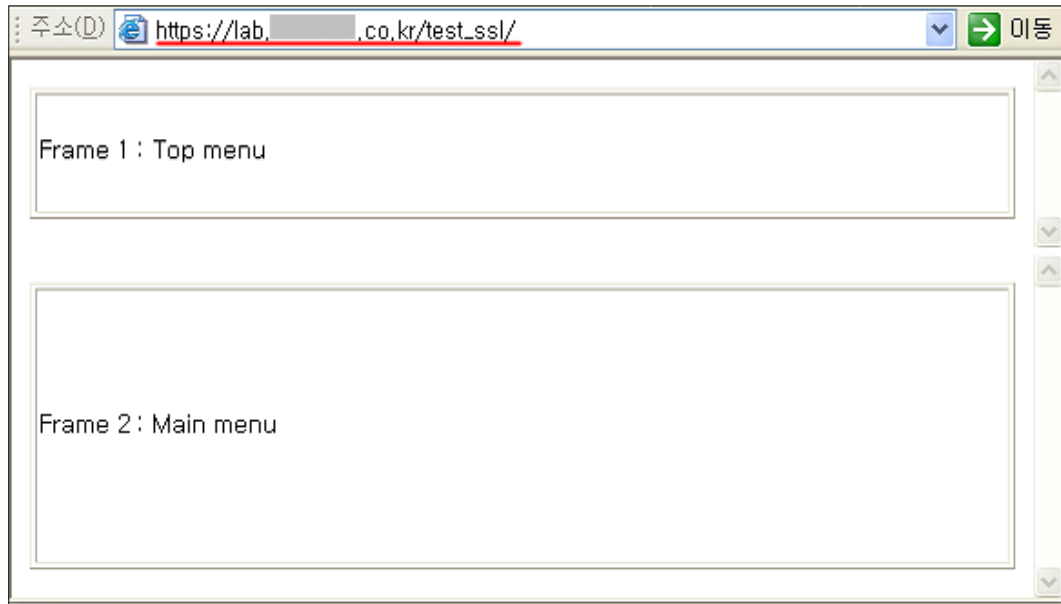 주소(D) https://lab. .co.kr/test_ssl/ 이동
Frame 1 : Top menu
Frame 2 : Main menu